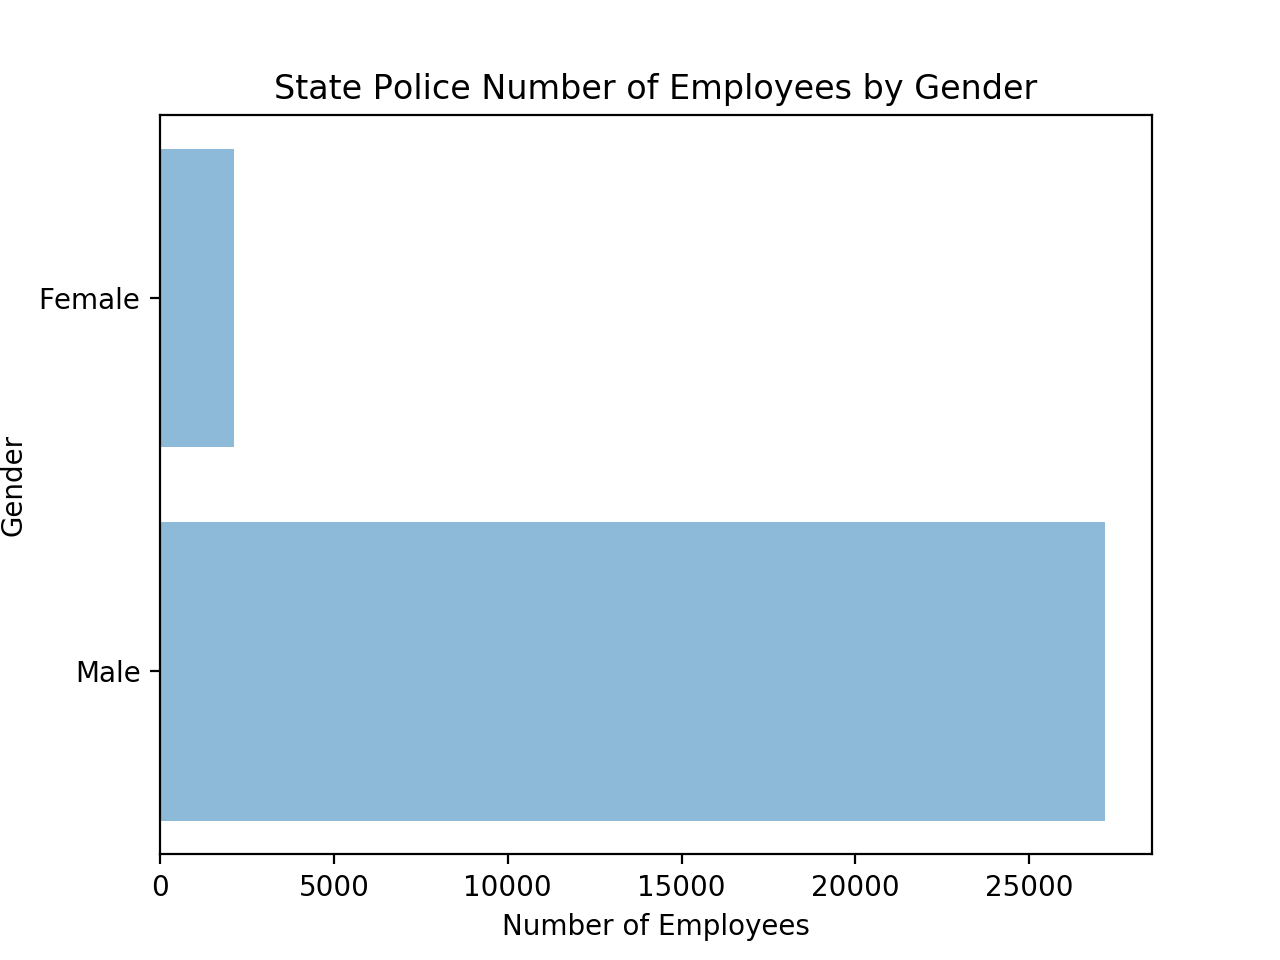 State Police Number of Employees by Gender
Female
Gender
Male
0 5000 10000 15000 20000 25000
Number of Employees